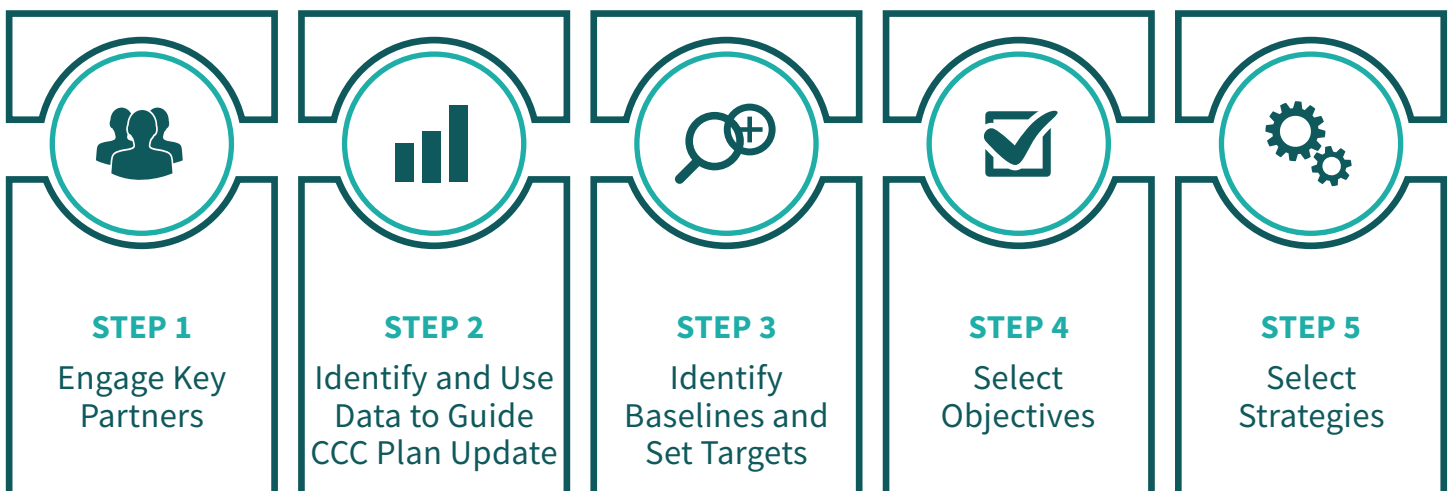 STEP 1
Engage Key
Partners
STEP 2
Identify and Use
Data to Guide
CCC Plan Update
STEP 3
Identify
Baselines and
Set Targets
STEP 4
Select
Objectives
STEP 5
Select
Strategies